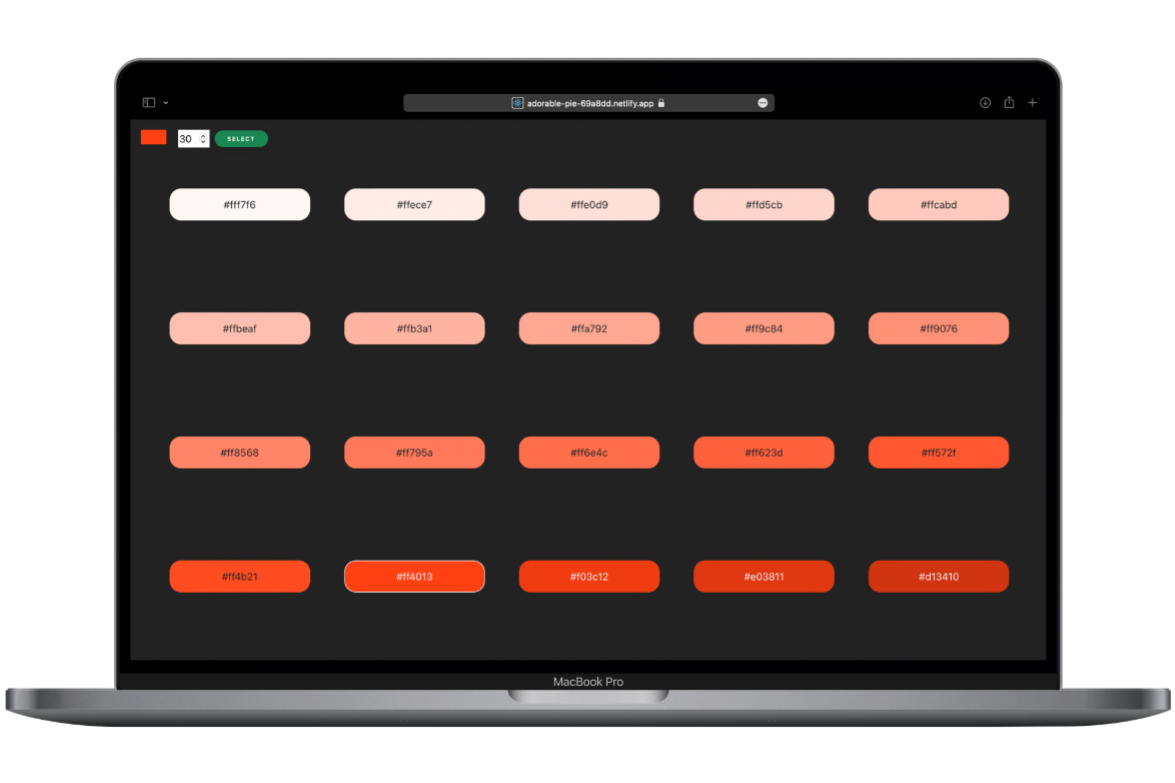 adorable-pie-69a8dd.netlify.app
30
SELECT
#fff7f6 #ffece7 #ffe0d9 #ffd5cb #ffcabd
#ffbeaf #ffb3a1 #ffa792 #ff9c84 #ff9076
#ff8568 #ff795a #ff6e4c #ff623d #ff572f
#ff4b21 #ff4013 #f03c12 #e03811 #d13410
MacBook Pro